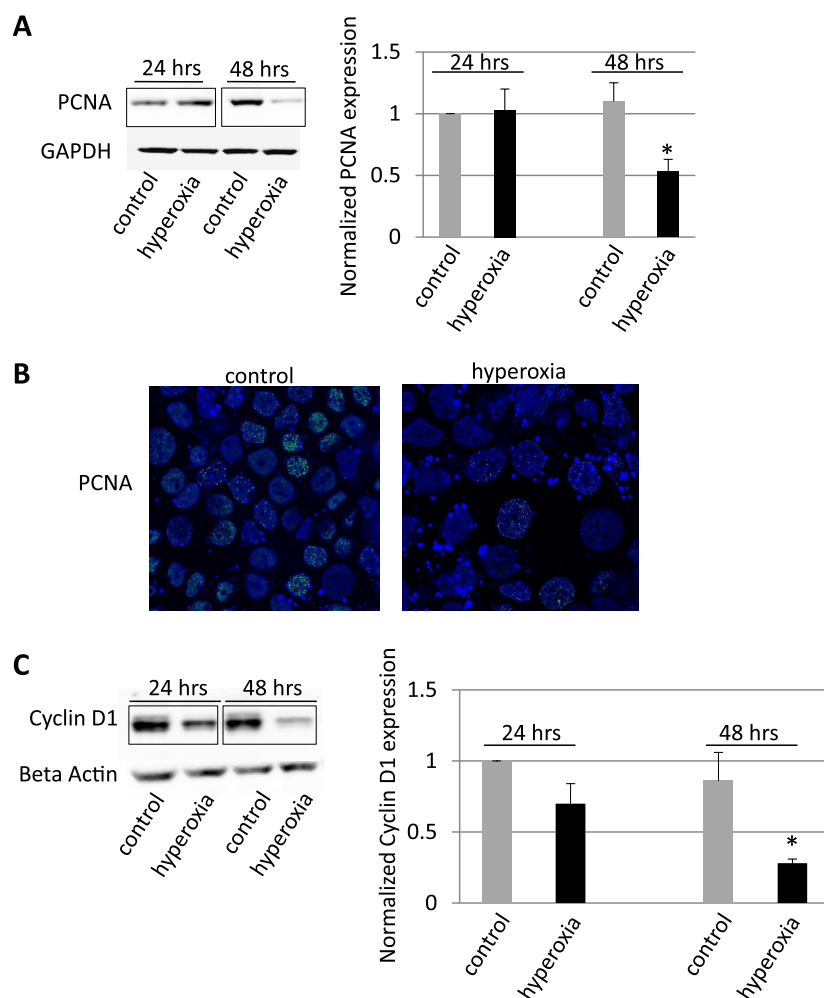 A
24 hrs 48 hrs
PCNA
GAPDH
control
hyperoxia
control
hyperoxia
Normalized PCNA expression
1.5
1
0.5
0
24 hrs
48 hrs
*
control
hyperoxia
control
hyperoxia
B
control
hyperoxia
PCNA
C
24 hrs 48 hrs
Cyclin D1
Beta Actin
control
hyperoxia
control
hyperoxia
Normalized Cyclin D1 expression
1.5
1
0.5
0
24 hrs
48 hrs
*
control
hyperoxia
control
hyperoxia